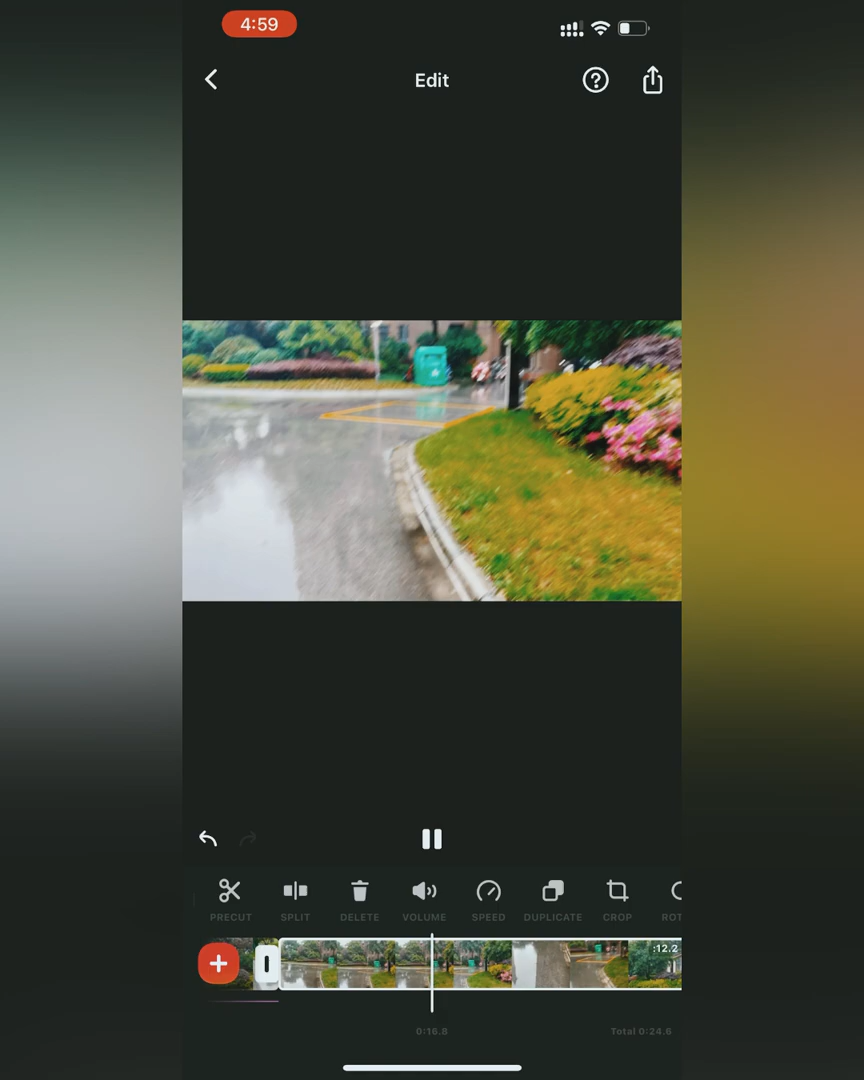 4:59
Edit
PRECUT SPLIT DELETE VOLUME SPEED DUPLICATE CROP ROT
:12.2
0:16.8 Total 0:24.6